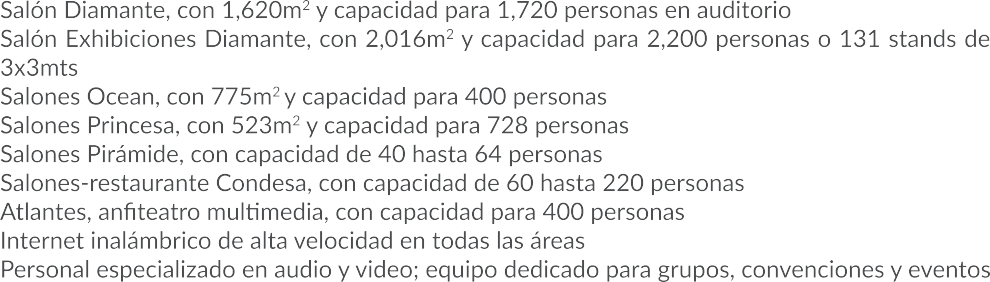 Salón Diamante, con 1,620m² y capacidad para 1,720 personas en auditorio
Salón Exhibiciones Diamante, con 2,016m² y capacidad para 2,200 personas o 131 stands de
3x3mts
Salones Ocean, con 775m² y capacidad para 400 personas
Salones Princesa, con 523m² y capacidad para 728 personas
Salones Pirámide, con capacidad de 40 hasta 64 personas
Salones-restaurante Condesa, con capacidad de 60 hasta 220 personas
Atlantes, anfiteatro multimedia, con capacidad para 400 personas
Internet inalámbrico de alta velocidad en todas las áreas
Personal especializado en audio y video; equipo dedicado para grupos, convenciones y eventos